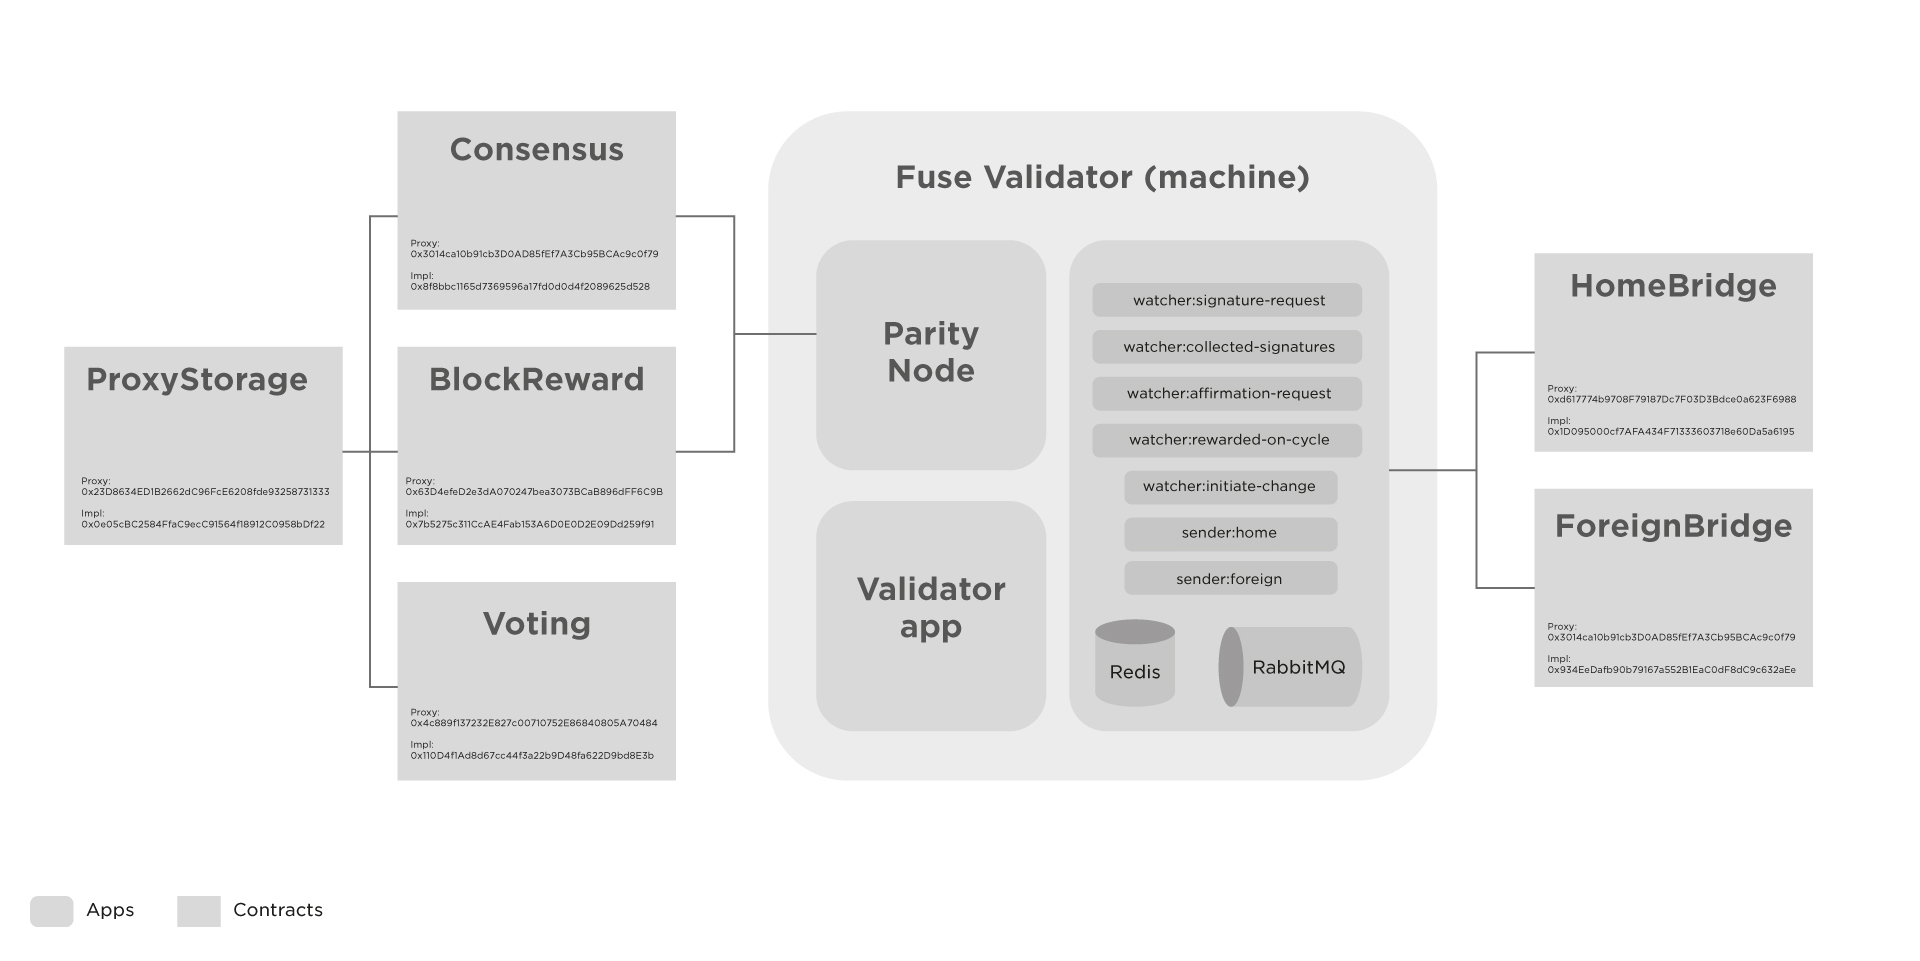 ProxyStorage
Proxy:
0x23D8634ED1B2662dC96FcE6208fde93258731333
Impl:
0x0e05cBC2584FfaC9ecC91564f18912C0958bDf22
Consensus
Proxy:
0x3014ca10b91cb3D0AD85fEf7A3Cb95BCAc9c0f79
Impl:
0x8f8bbc1165d7369596a17fd0d0d4f2089625d528
BlockReward
Proxy:
0x63D4efeD2e3dA070247bea3073BCaB896dFF6C9B
Impl:
0x7b5275c311CcAE4Fab153A6D0E0D2E09Dd259f91
Voting
Proxy:
0x4c889f137232E827c00710752E86840805A70484
Impl:
0x110D4f1Ad8d67cc44f3a22b9D48fa622D9bd8E3b
Fuse Validator (machine)
Parity
Node
Validator
app
watcher:signature-request
watcher:collected-signatures
watcher:affirmation-request
watcher:rewarded-on-cycle
watcher:initiate-change
sender:home
sender:foreign
Redis
RabbitMQ
HomeBridge
Proxy:
0xd617774b9708F79187Dc7F03D3Bdce0a623F6988
Impl:
0x1D095000cf7AFA434F71333603718e60Da5a6195
ForeignBridge
Proxy:
0x3014ca10b91cb3D0AD85fEf7A3Cb95BCAc9c0f79
Impl:
0x934EeDafb90b79167a552B1EaC0dF8dC9c632aEe
Apps
Contracts